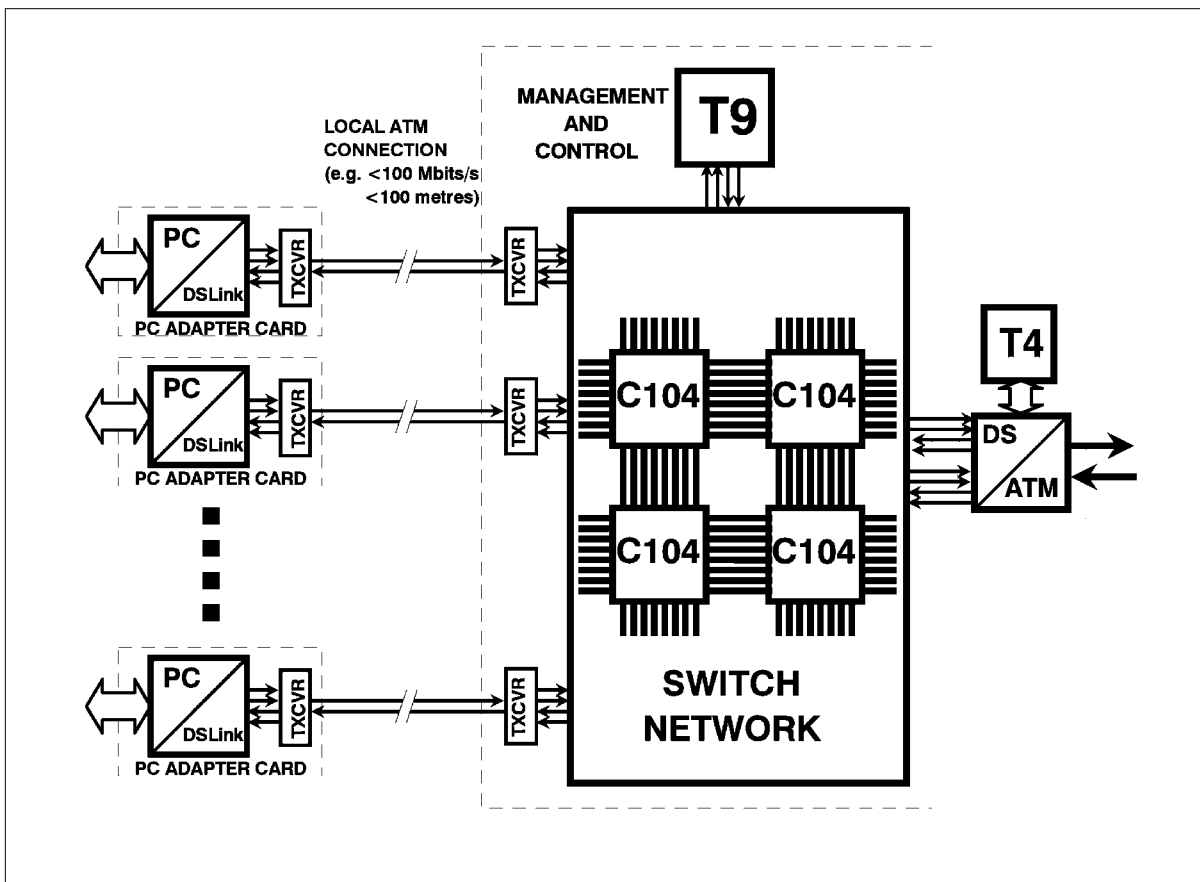 MANAGEMENT
AND
CONTROL
T9
LOCAL ATM
CONNECTION
(e.g. <100 Mbits/s
<100 metres)
PC
DSLink
TXCVR
PC ADAPTER CARD
TXCVR
PC
DSLink
TXCVR
PC ADAPTER CARD
TXCVR
PC
DSLink
TXCVR
PC ADAPTER CARD
TXCVR
C104
C104
C104
C104
SWITCH
NETWORK
T4
DS
ATM